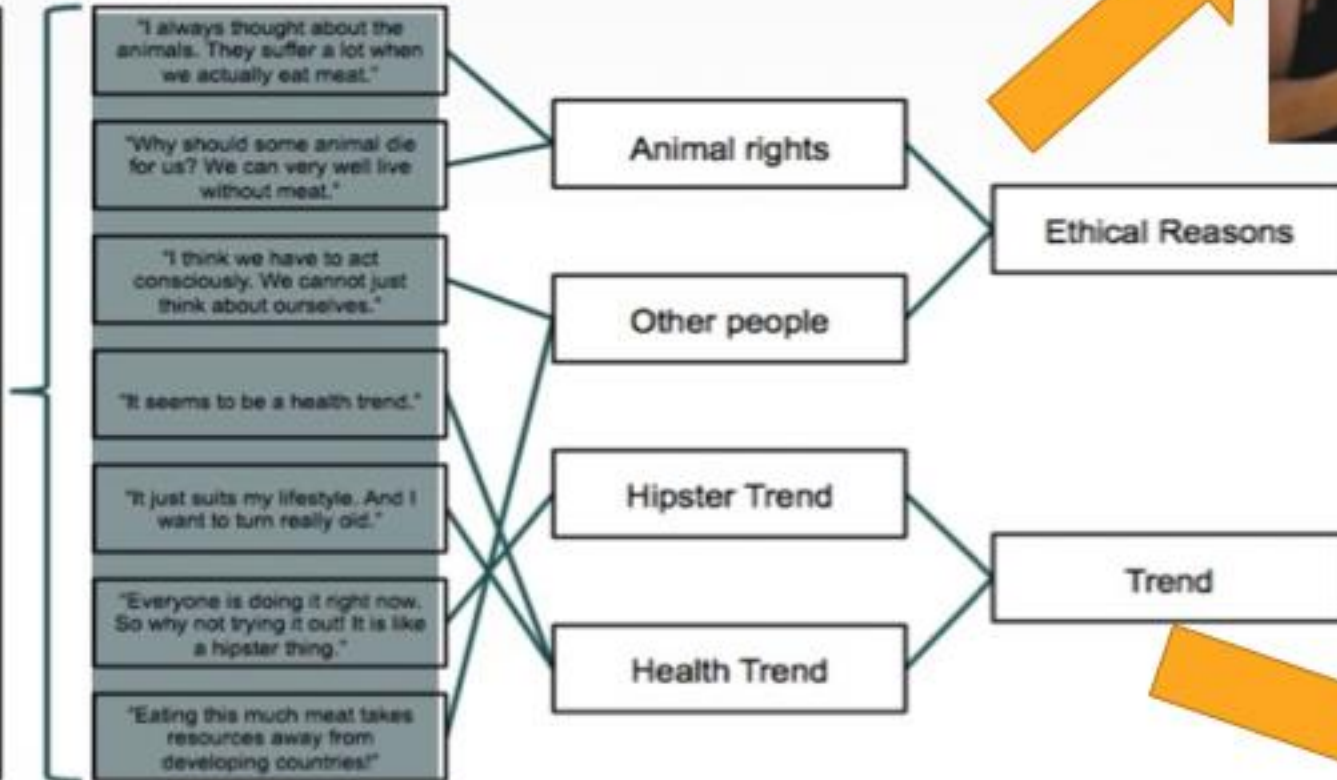 "I always thought about the
animals. They suffer a lot when
we actually eat meat."
"Why should some animal die
for us? We can very well live
without meat."
"I think we have to act
consciously. We cannot just
think about ourselves."
"It seems to be a health trend."
"It just suits my lifestyle. And I
want to turn really old."
"Everyone is doing it right now.
So why not trying it out! It is like
a hipster thing."
"Eating this much meat takes
resources away from
developing countries!"
Animal rights
Other people
Hipster Trend
Health Trend
Ethical Reasons
Trend